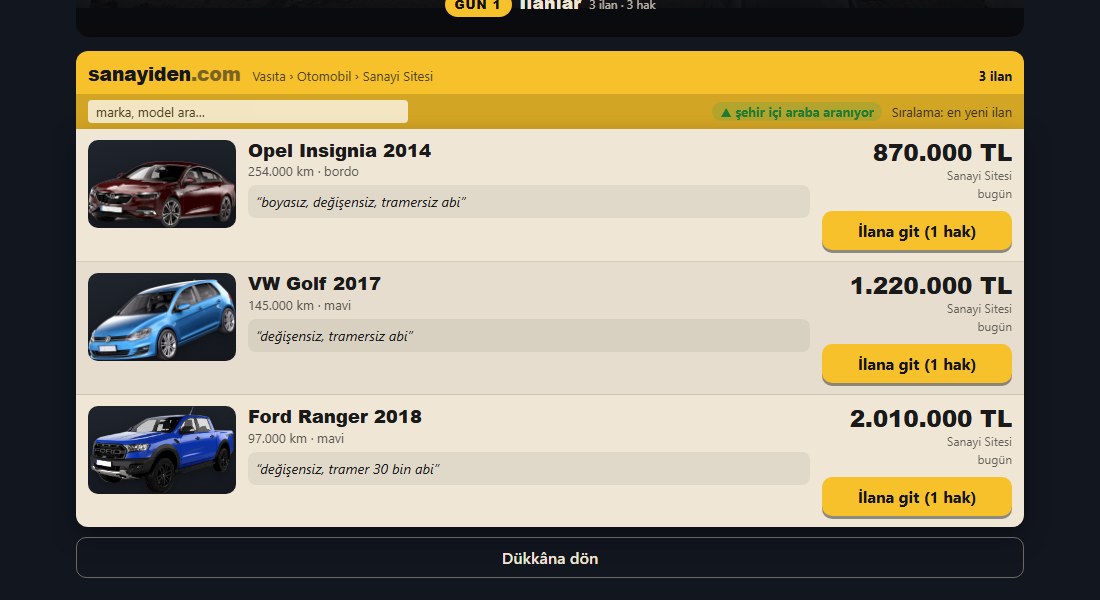 GÜN 1 İlanlar 3 ilan · 3 hak
sanayiden.com Vasıta › Otomobil › Sanayi Sitesi 3 ilan
marka, model ara... ▲ şehir içi araba aranıyor Sıralama: en yeni ilan
Opel Insignia 2014 870.000 TL
254.000 km · bordo Sanayi Sitesi
“boyasız, değişensiz, tramersiz abi” bugün
İlana git (1 hak)
VW Golf 2017 1.220.000 TL
145.000 km · mavi Sanayi Sitesi
“değişensiz, tramersiz abi” bugün
İlana git (1 hak)
Ford Ranger 2018 2.010.000 TL
97.000 km · mavi Sanayi Sitesi
“değişensiz, tramer 30 bin abi” bugün
İlana git (1 hak)
Dükkâna dön